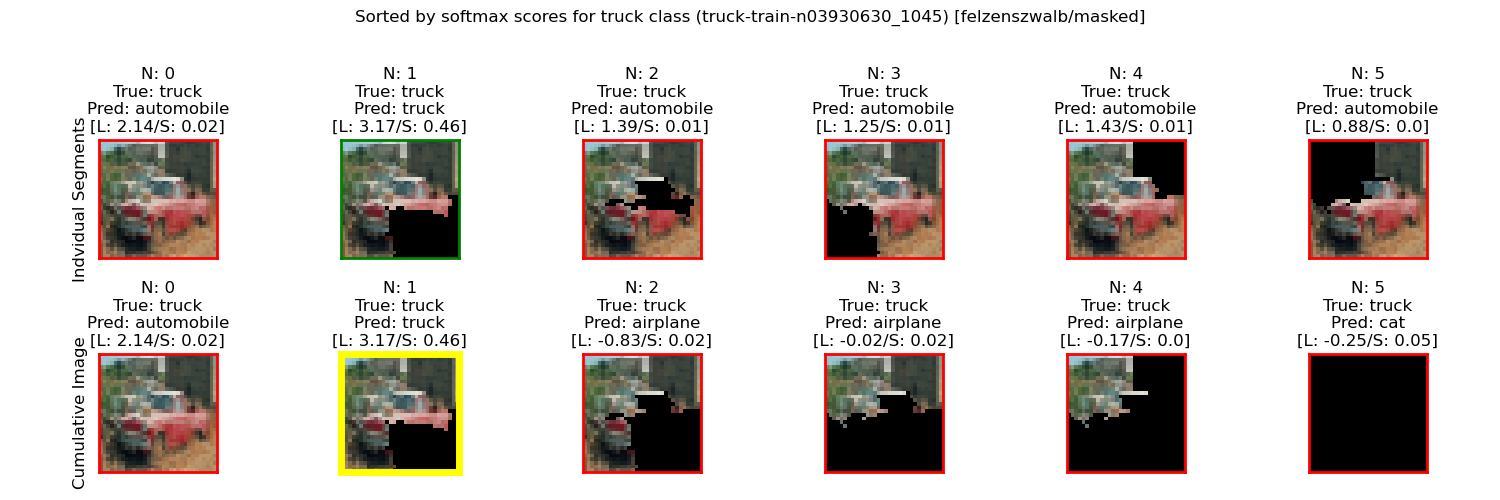 Sorted by softmax scores for truck class (truck-train-n03930630_1045) [felzenszwalb/masked]
Indvidual Segments
N: 0
True: truck
Pred: automobile
[L: 2.14/S: 0.02]
N: 1
True: truck
Pred: truck
[L: 3.17/S: 0.46]
N: 2
True: truck
Pred: automobile
[L: 1.39/S: 0.01]
N: 3
True: truck
Pred: automobile
[L: 1.25/S: 0.01]
N: 4
True: truck
Pred: automobile
[L: 1.43/S: 0.01]
N: 5
True: truck
Pred: automobile
[L: 0.88/S: 0.0]
Cumulative Image
N: 0
True: truck
Pred: automobile
[L: 2.14/S: 0.02]
N: 1
True: truck
Pred: truck
[L: 3.17/S: 0.46]
N: 2
True: truck
Pred: airplane
[L: -0.83/S: 0.02]
N: 3
True: truck
Pred: airplane
[L: -0.02/S: 0.02]
N: 4
True: truck
Pred: airplane
[L: -0.17/S: 0.0]
N: 5
True: truck
Pred: cat
[L: -0.25/S: 0.05]